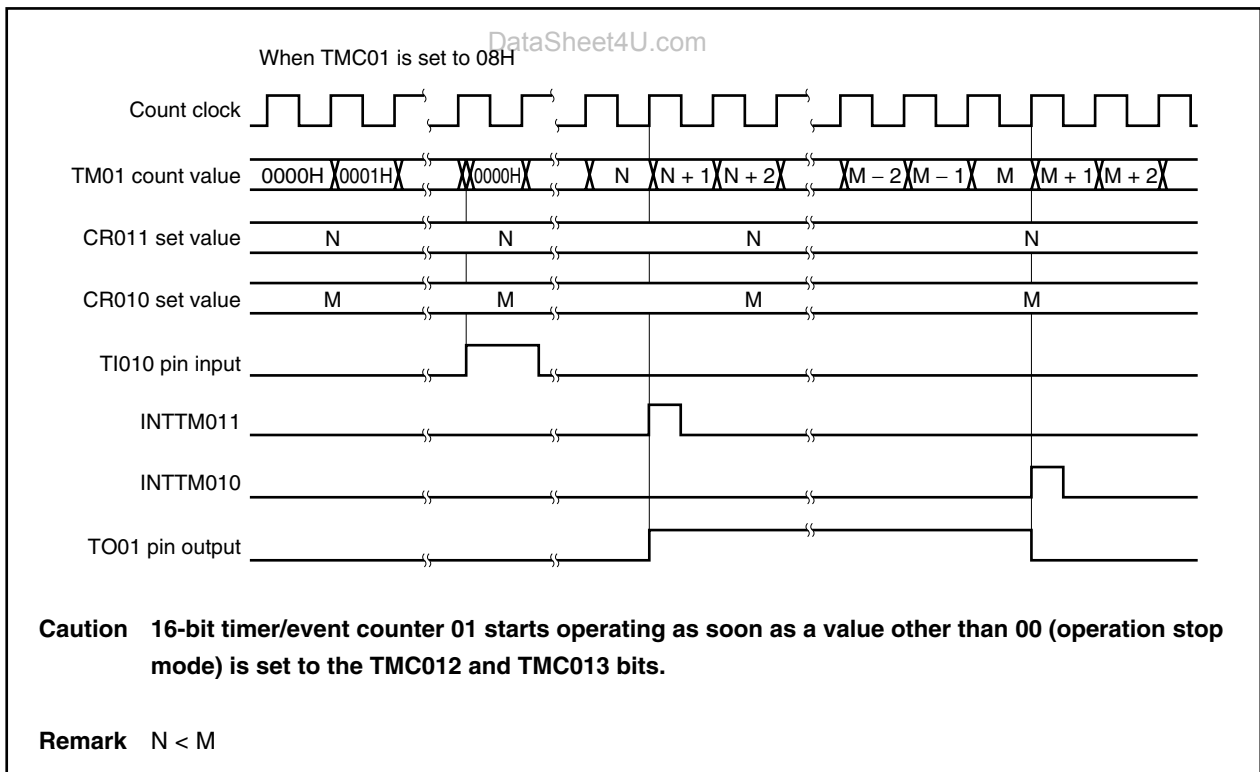 DataSheet4U.com
When TMC01 is set to 08H
Count clock
TM01 count value 0000H 0001H 0000H N N + 1 N + 2 M − 2 M − 1 M M + 1 M + 2
CR011 set value N N N N
CR010 set value M M M M
TI010 pin input
INTTM011
INTTM010
TO01 pin output
Caution 16-bit timer/event counter 01 starts operating as soon as a value other than 00 (operation stop
mode) is set to the TMC012 and TMC013 bits.
Remark N < M